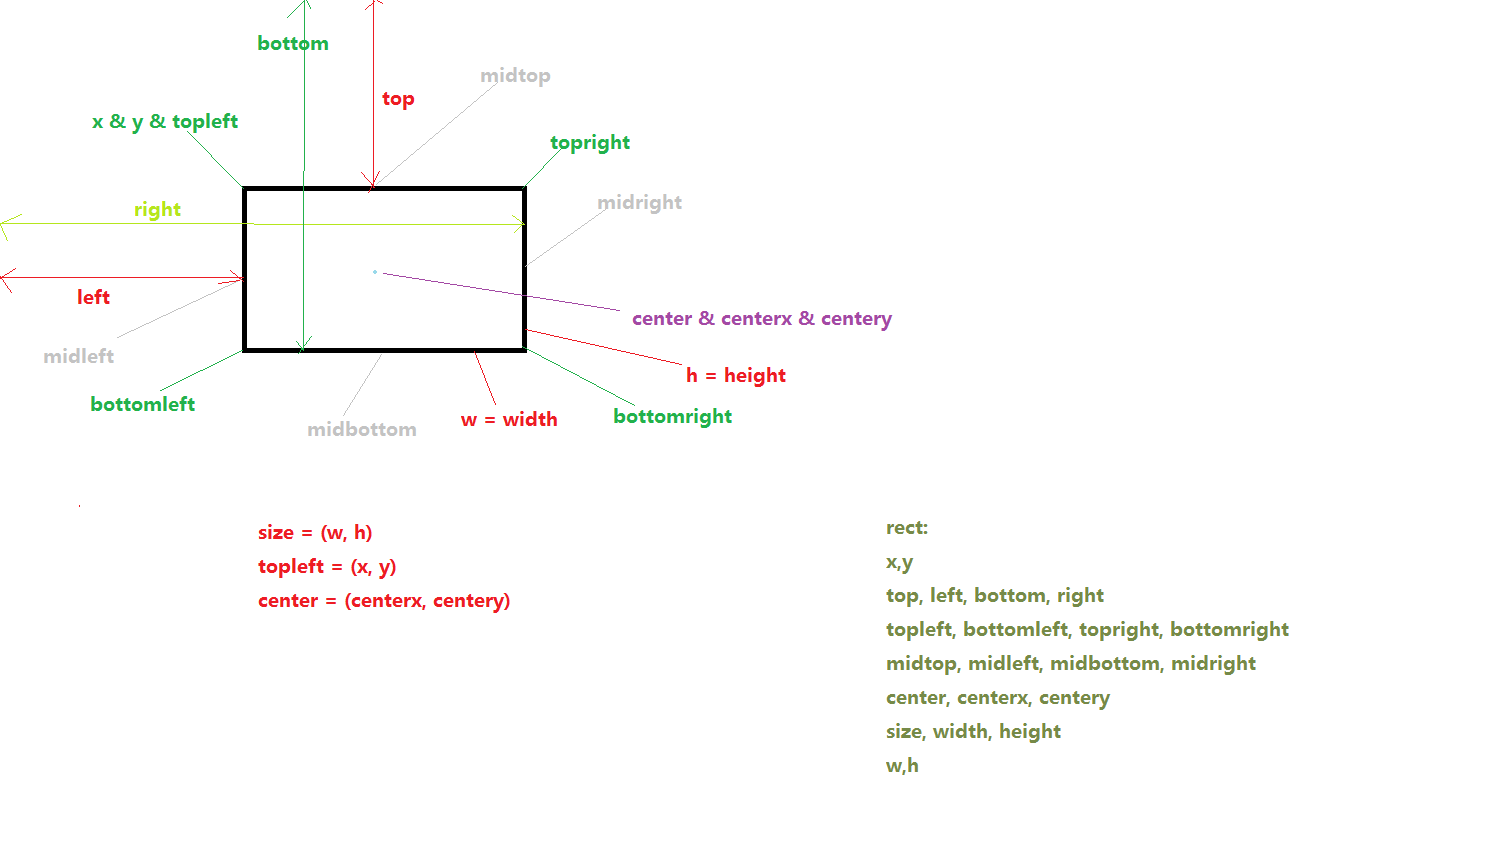 bottom
midtop
top
x & y & topleft
topright
midright
right
left
center & centerx & centery
midleft
h = height
bottomleft
bottomright
w = width
midbottom
size = (w, h)
topleft = (x, y)
center = (centerx, centery)
rect:
x,y
top, left, bottom, right
topleft, bottomleft, topright, bottomright
midtop, midleft, midbottom, midright
center, centerx, centery
size, width, height
w,h